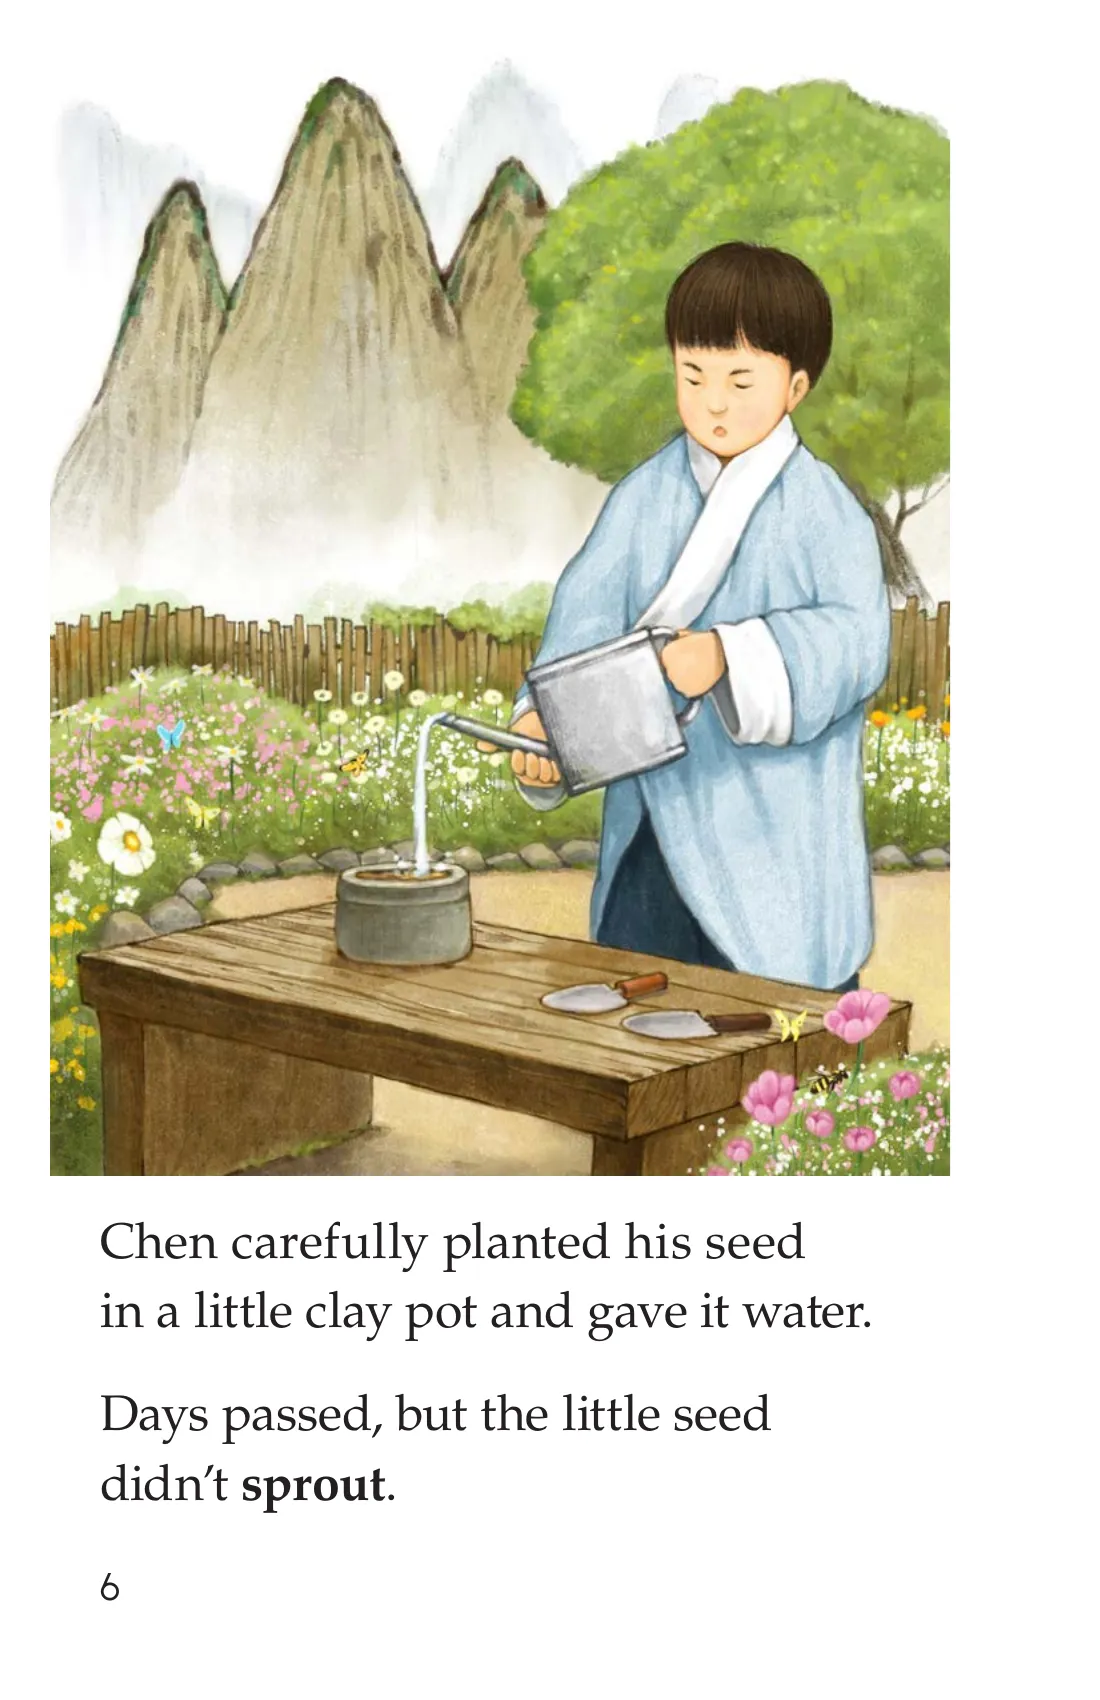 Chen carefully planted his seed
in a little clay pot and gave it water.
Days passed, but the little seed
didn’t sprout.
6